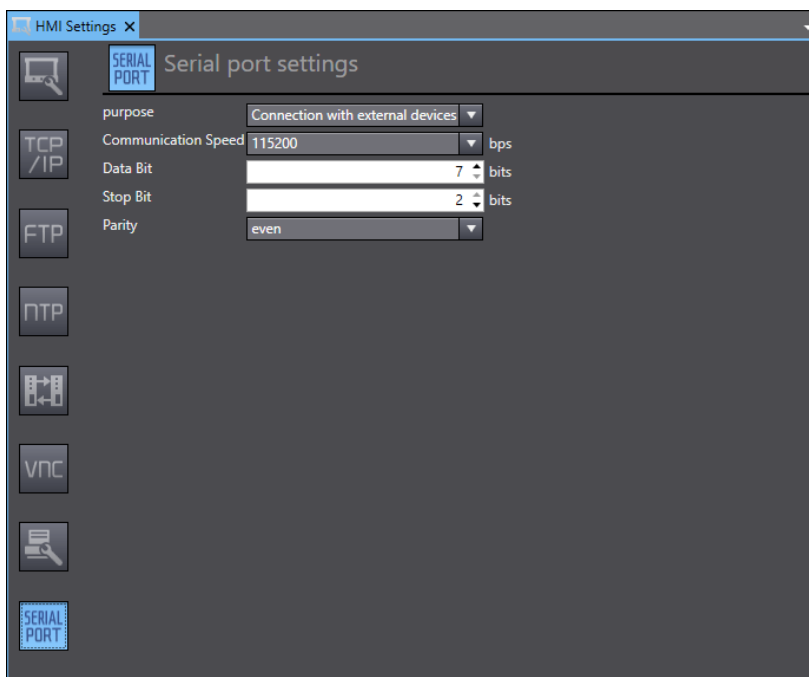 HMI Settings
SERIAL PORT Serial port settings
purpose Connection with external devices
Communication Speed 115200 bps
Data Bit 7 bits
Stop Bit 2 bits
Parity even
TCP
/IP
FTP
NTP
VNC
SERIAL
PORT